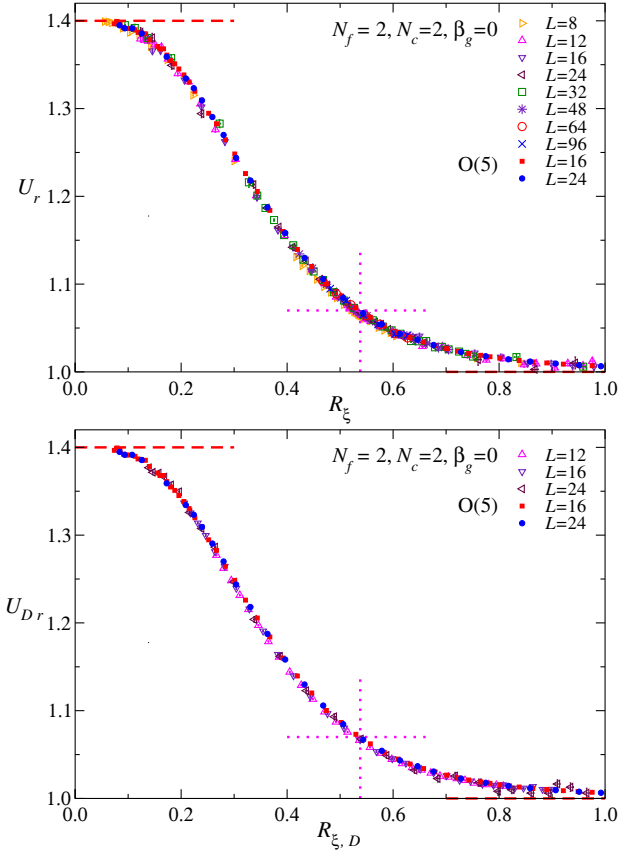 1.4
1.3
1.2
1.1
1.0
U_r
N_f = 2, N_c=2, β_g=0
L=8
L=12
L=16
L=24
L=32
L=48
L=64
L=96
O(5)
L=16
L=24
0.0 0.2 0.4 0.6 0.8 1.0
R_ξ
1.4
1.3
1.2
1.1
1.0
U_{D r}
N_f = 2, N_c=2, β_g=0
L=12
L=16
L=24
O(5)
L=16
L=24
0.0 0.2 0.4 0.6 0.8 1.0
R_{ξ, D}